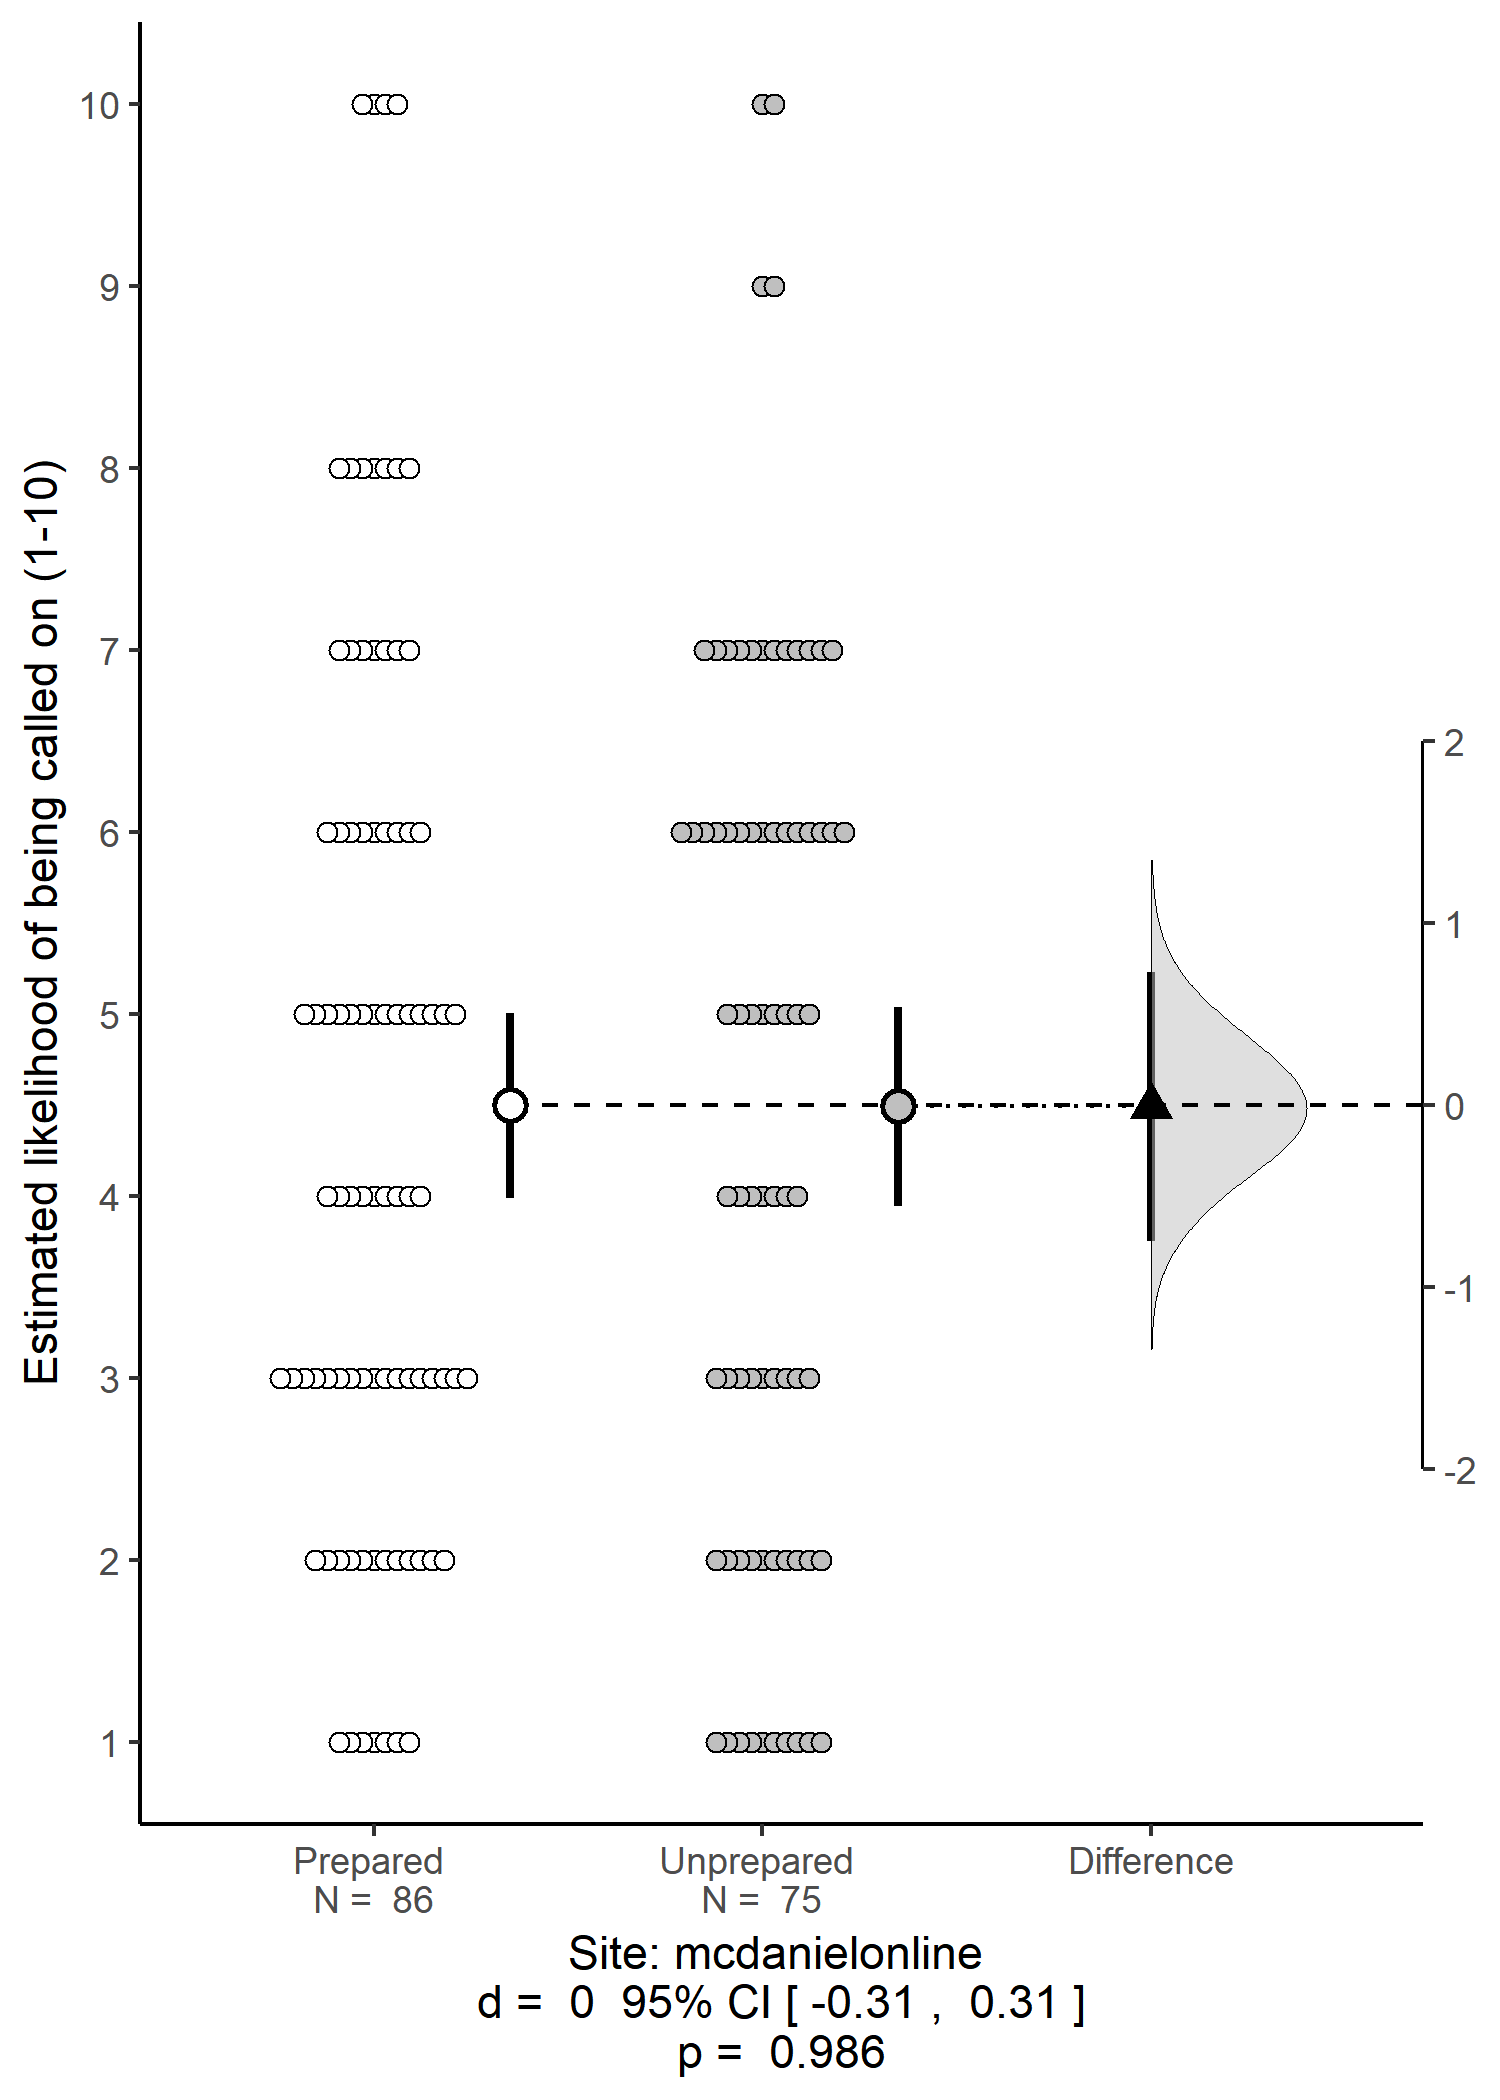 Estimated likelihood of being called on (1-10)
10
9
8
7
6
5
4
3
2
1
2
1
0
-1
-2
Prepared
N = 86
Unprepared
N = 75
Difference
Site: mcdanielonline
d = 0 95% CI [ -0.31 , 0.31 ]
p = 0.986